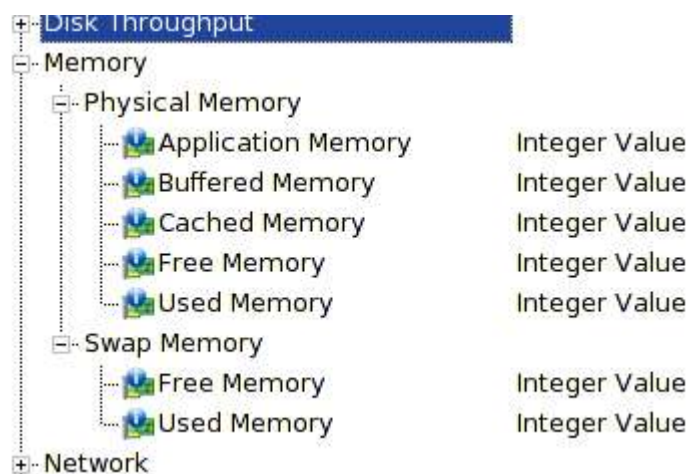 Disk Throughput
Memory
Physical Memory
Application Memory Integer Value
Buffered Memory Integer Value
Cached Memory Integer Value
Free Memory Integer Value
Used Memory Integer Value
Swap Memory
Free Memory Integer Value
Used Memory Integer Value
Network